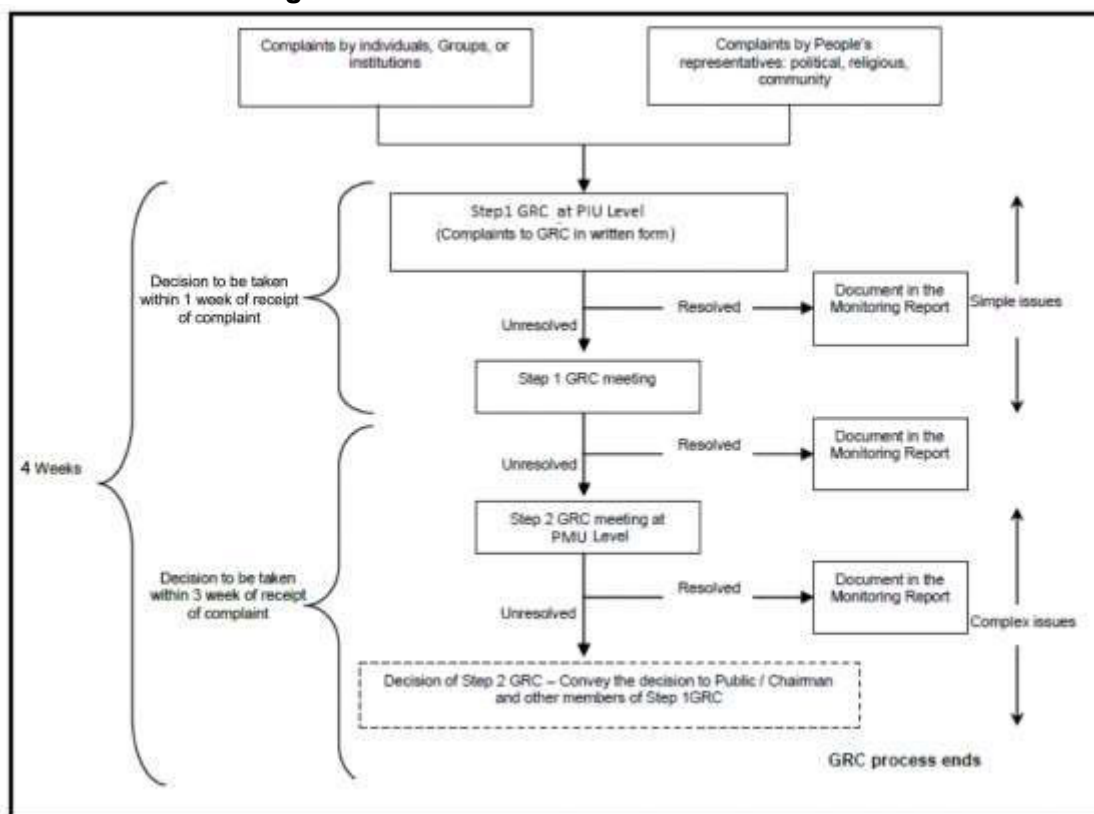 Complaints by individuals, Groups, or
institutions
Complaints by People's
representatives: political, religious,
community
Step1 GRC at PIU Level
(Complaints to GRC in written form)
Decision to be taken
within 1 week of receipt
of complaint
Resolved
Document in the
Monitoring Report
Simple issues
Unresolved
Step 1 GRC meeting
Resolved
Document in the
Monitoring Report
Unresolved
4 Weeks
Step 2 GRC meeting at
PMU Level
Decision to be taken
within 3 week of receipt
of complaint
Resolved
Document in the
Monitoring Report
Complex issues
Unresolved
Decision of Step 2 GRC – Convey the decision to Public / Chairman
and other members of Step 1GRC
GRC process ends